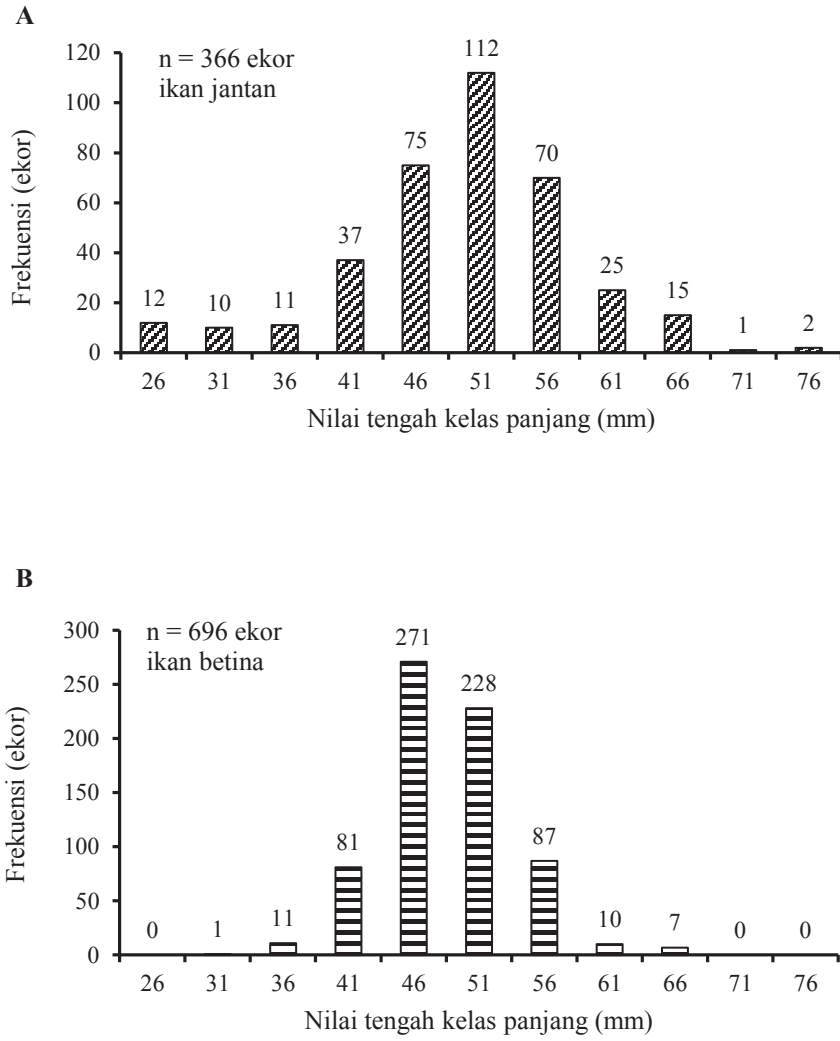 A
n = 366 ekor
ikan jantan
Frekuensi (ekor)
120
100
80
60
40
20
0
12 10 11 37 75 112 70 25 15 1 2
26 31 36 41 46 51 56 61 66 71 76
Nilai tengah kelas panjang (mm)
B
n = 696 ekor
ikan betina
Frekuensi (ekor)
300
250
200
150
100
50
0
0 1 11 81 271 228 87 10 7 0 0
26 31 36 41 46 51 56 61 66 71 76
Nilai tengah kelas panjang (mm)